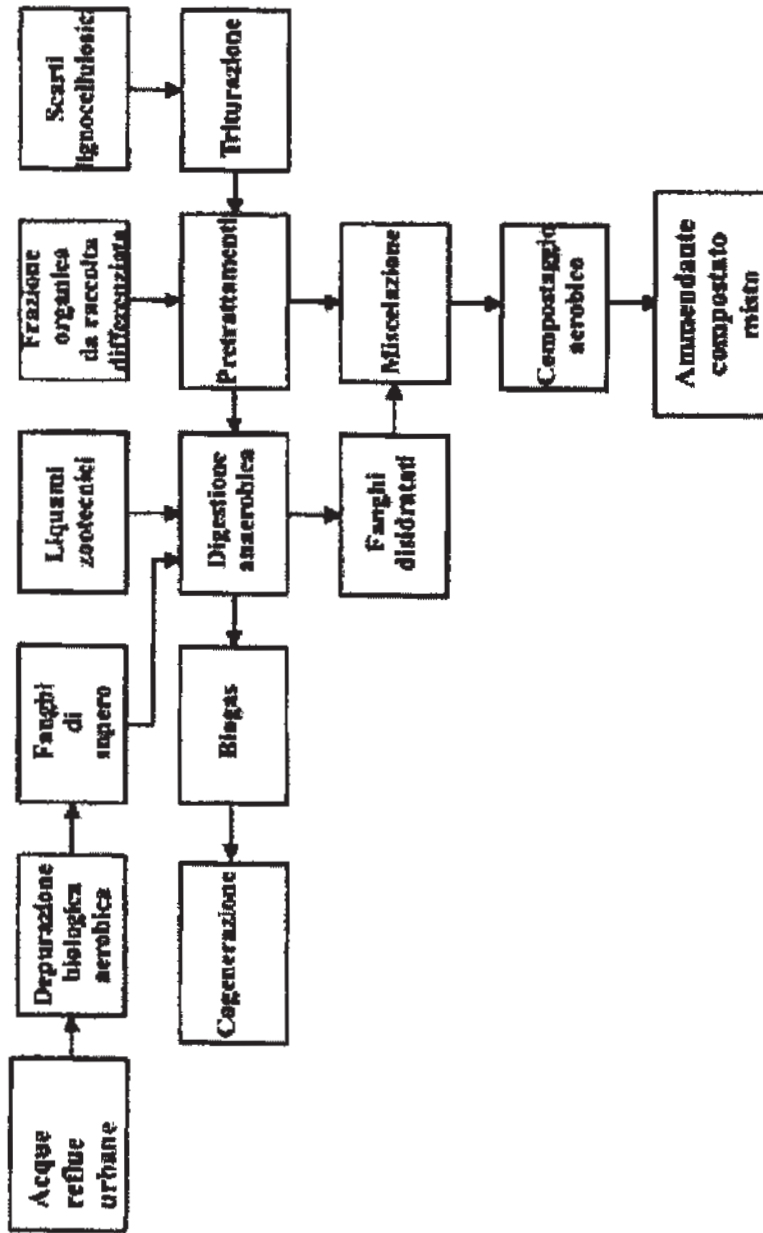 Acque
reflue
urbane
Depurazione
biologica
aerobica
Fanghi
di
supero
Liquami
zootecnici
Frazione
organica
da raccolta
differenziata
Scarti
lignocellulosici
Cogenerazione
Biogas
Digestione
anaerobica
Pretrattamenti
Triturazione
Fanghi
disidratati
Miscelazione
Compostaggio
aerobico
Ammendante
compostato
misto